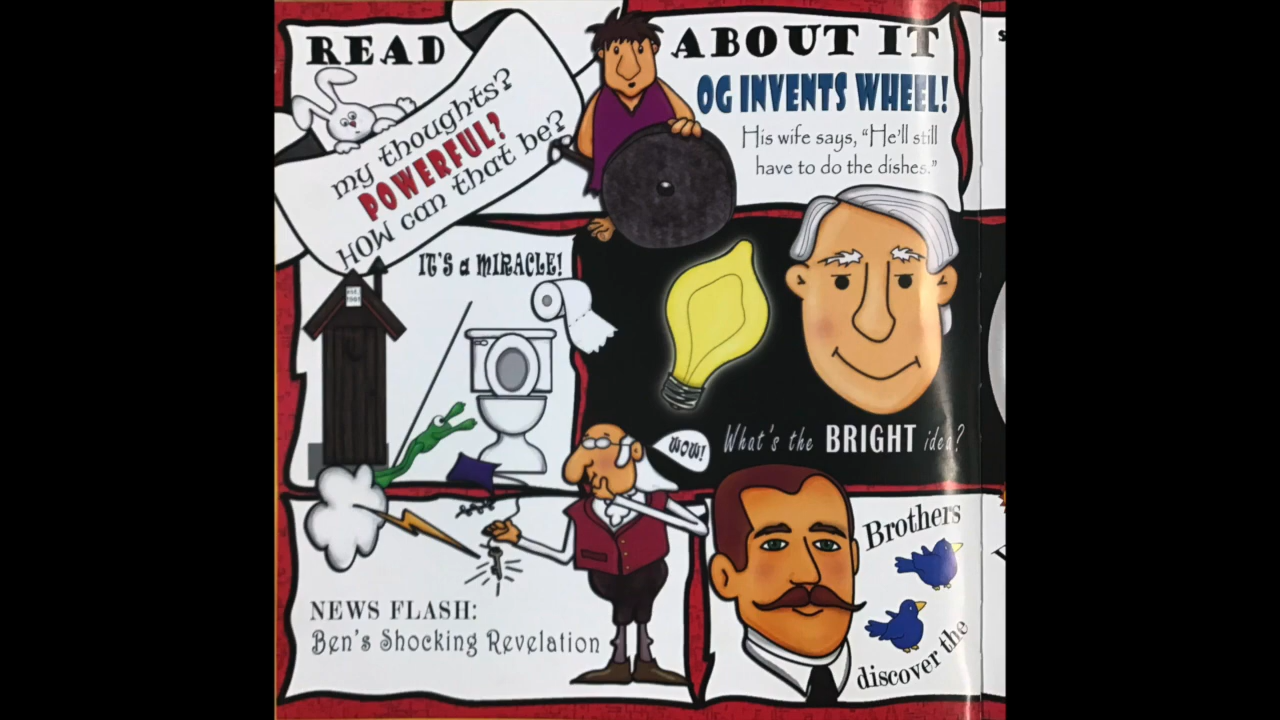 READ ABOUT IT
my thoughts?
POWERFUL?
HOW can that be?
OG INVENTS WHEEL!
His wife says, "He'll still
have to do the dishes."
IT'S a MIRACLE!
WOW!
What's the BRIGHT idea?
NEWS FLASH:
Ben's Shocking Revelation
Brothers
discover the